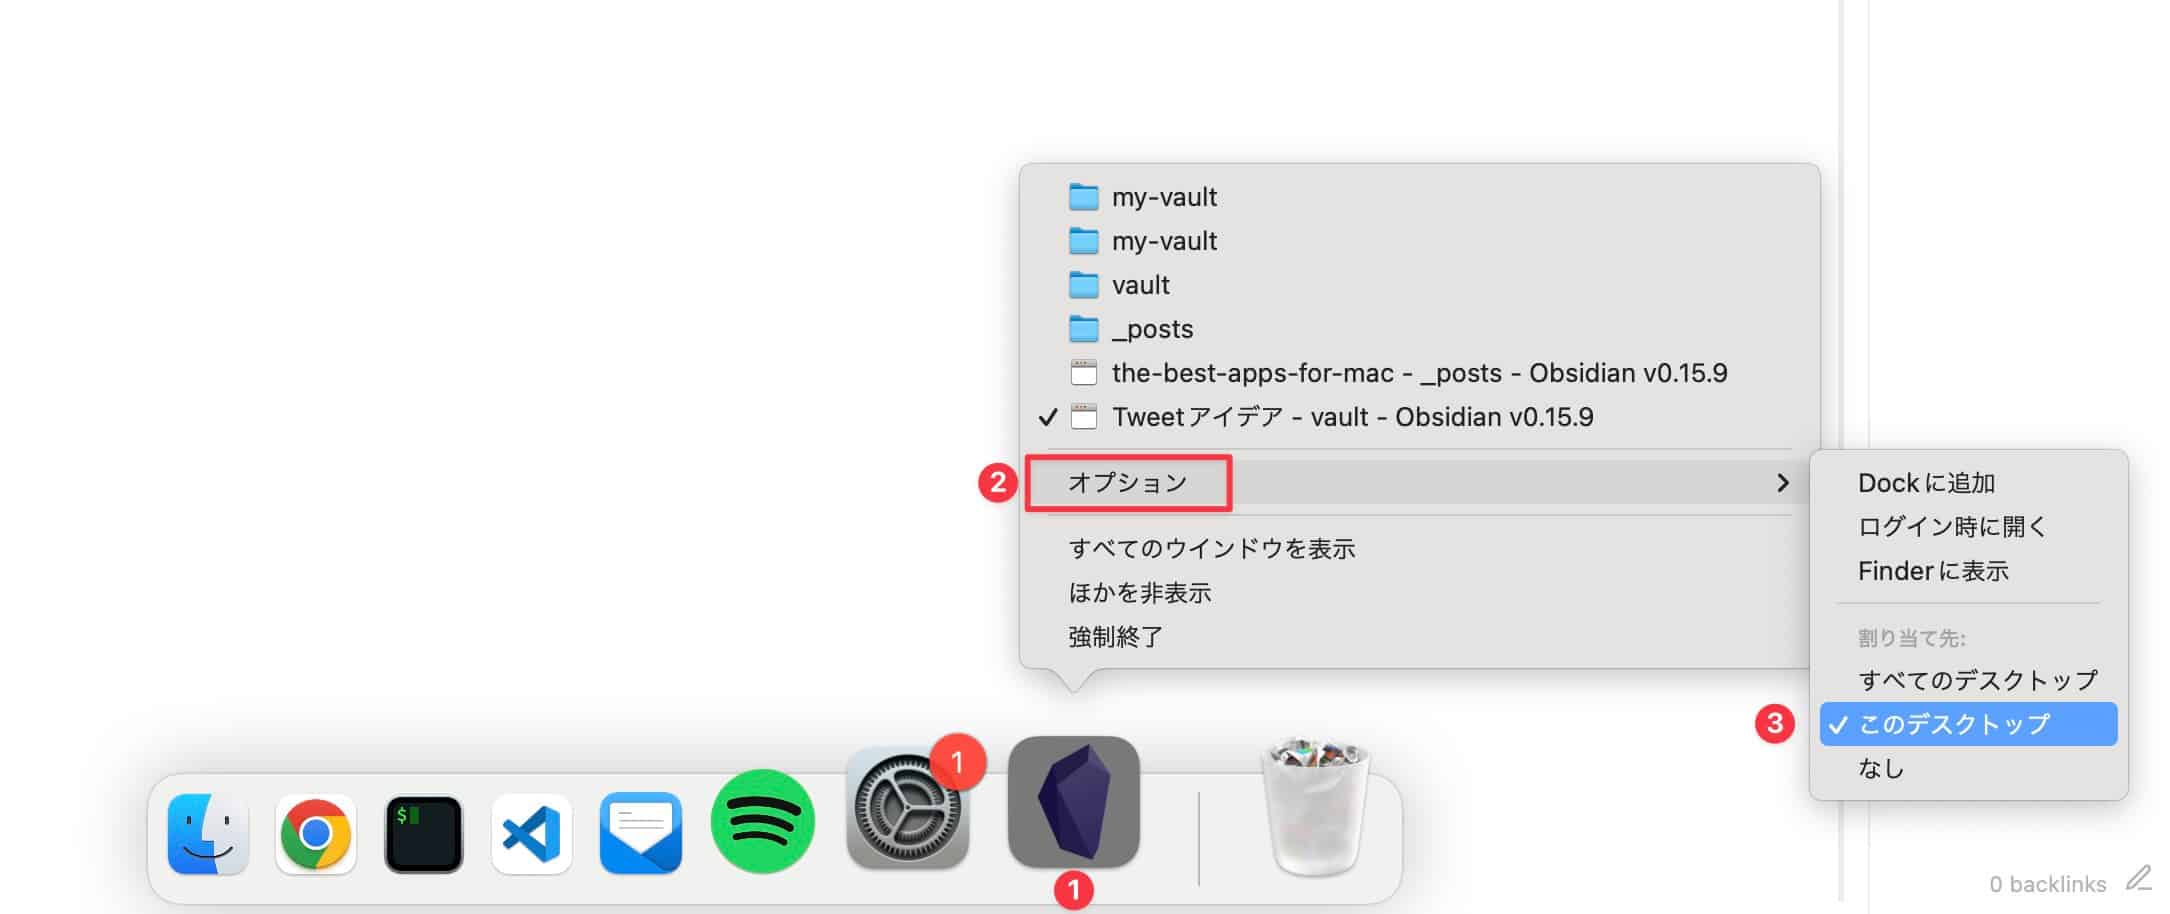 my-vault
my-vault
vault
_posts
the-best-apps-for-mac - _posts - Obsidian v0.15.9
✓ Tweetアイデア - vault - Obsidian v0.15.9
2 オプション
すべてのウインドウを表示
ほかを非表示
強制終了
Dockに追加
ログイン時に開く
Finderに表示
割り当て先:
すべてのデスクトップ
3 ✓ このデスクトップ
なし
$
1
1
0 backlinks